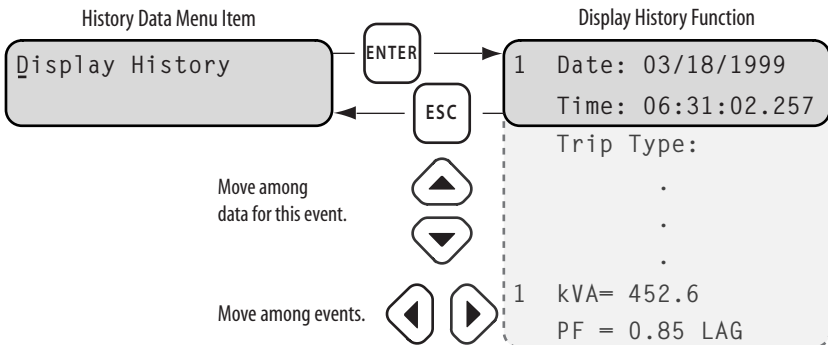 History Data Menu Item
Display History Function
Display History
ENTER
ESC
1 Date: 03/18/1999
Time: 06:31:02.257
Trip Type:
.
.
.
1 kVA= 452.6
PF = 0.85 LAG
Move among
data for this event.
Move among events.